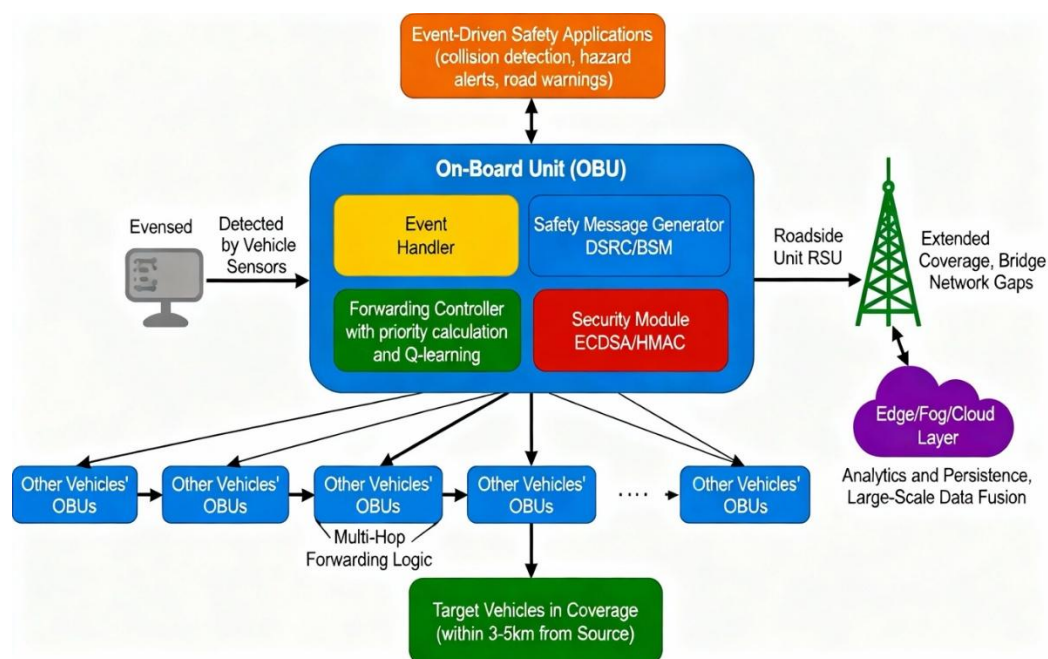 Event-Driven Safety Applications
(collision detection, hazard
alerts, road warnings)
On-Board Unit (OBU)
Evensed
Detected
by Vehicle
Sensors
Event
Handler
Safety Message Generator
DSRC/BSM
Forwarding Controller
with priority calculation
and Q-learning
Security Module
ECDSA/HMAC
Roadside
Unit RSU
Extended
Coverage, Bridge
Network Gaps
Edge/Fog/Cloud
Layer
Analytics and Persistence,
Large-Scale Data Fusion
Other Vehicles'
OBUs
Other Vehicles'
OBUs
Other Vehicles'
OBUs
Other Vehicles'
OBUs
Other Vehicles'
OBUs
Multi-Hop
Forwarding Logic
Target Vehicles in Coverage
(within 3-5km from Source)